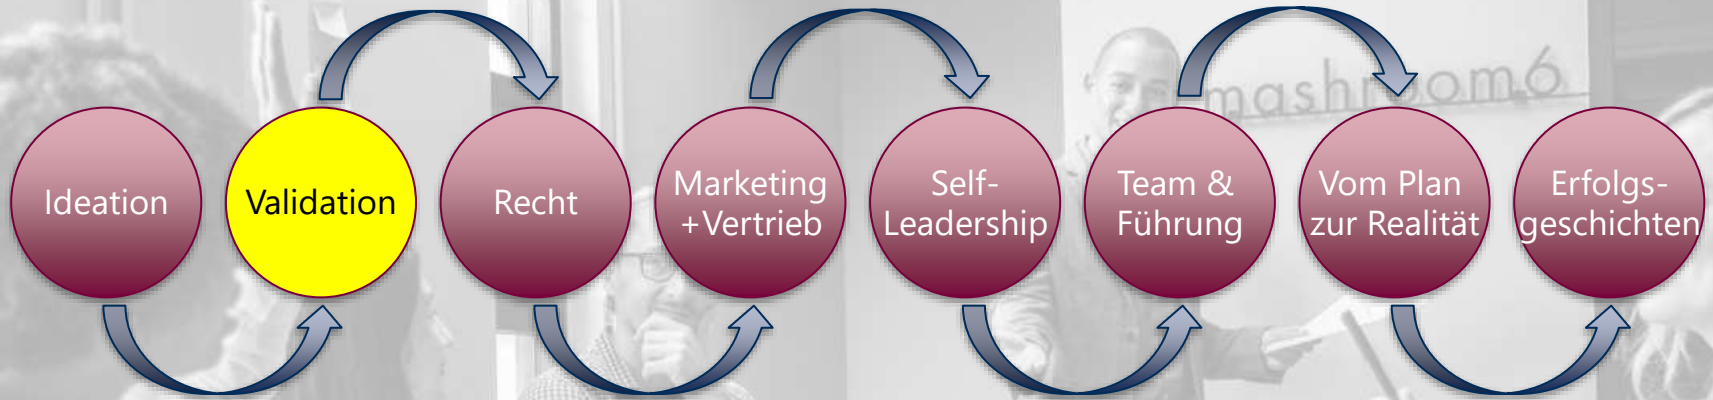 mashroom6
Ideation
Validation
Recht
Marketing
+Vertrieb
Self-
Leadership
Team &
Führung
Vom Plan
zur Realität
Erfolgs-
geschichten